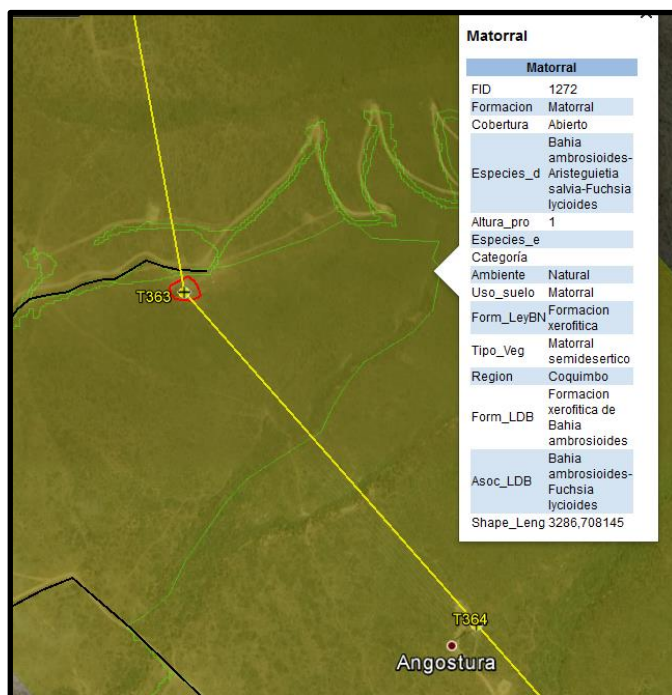 Matorral
Matorral
FID 1272
Formacion Matorral
Cobertura Abierto
Especies_d Bahia
ambrosioides-
Aristeguietia
salvia-Fuchsia
lycioides
Altura_pro 1
Especies_e
Categoría
Ambiente Natural
Uso_suelo Matorral
Form_LeyBN Formacion
xerofitica
Tipo_Veg Matorral
semidesertico
Region Coquimbo
Form_LDB Formacion
xerofitica de
Bahia
ambrosioides
Asoc_LDB Bahia
ambrosioides-
Fuchsia
lycioides
Shape_Leng 3286,708145
T363
T364
Angostura